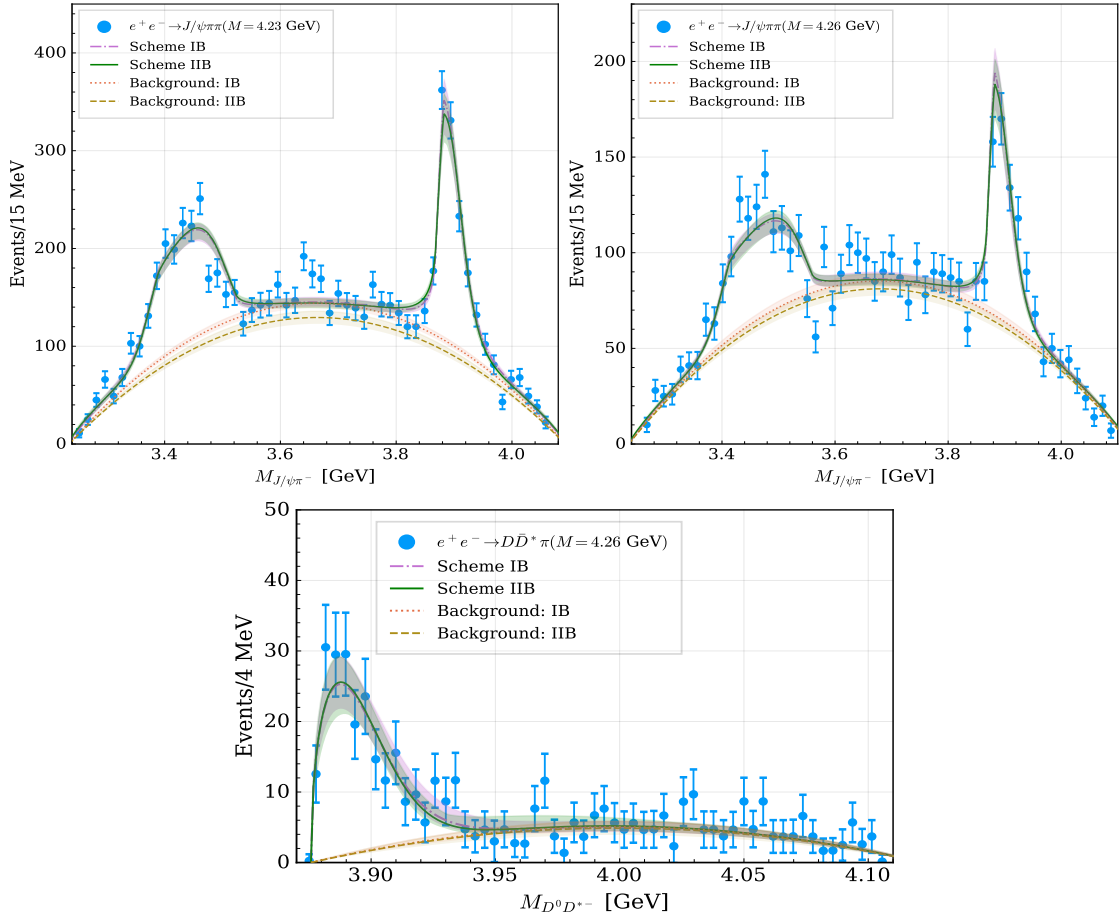 400
300
200
100
0
3.4
3.6
3.8
4.0
Events/15 MeV
M_{J/ψπ⁻} [GeV]
e⁺e⁻→J/ψππ(M = 4.23 GeV)
Scheme IB
Scheme IIB
Background: IB
Background: IIB
200
150
100
50
0
3.4
3.6
3.8
4.0
Events/15 MeV
M_{J/ψπ⁻} [GeV]
e⁺e⁻→J/ψππ(M = 4.26 GeV)
Scheme IB
Scheme IIB
Background: IB
Background: IIB
50
40
30
20
10
0
3.90
3.95
4.00
4.05
4.10
Events/4 MeV
M_{D⁰D*⁻} [GeV]
e⁺e⁻→DD̄*π(M = 4.26 GeV)
Scheme IB
Scheme IIB
Background: IB
Background: IIB